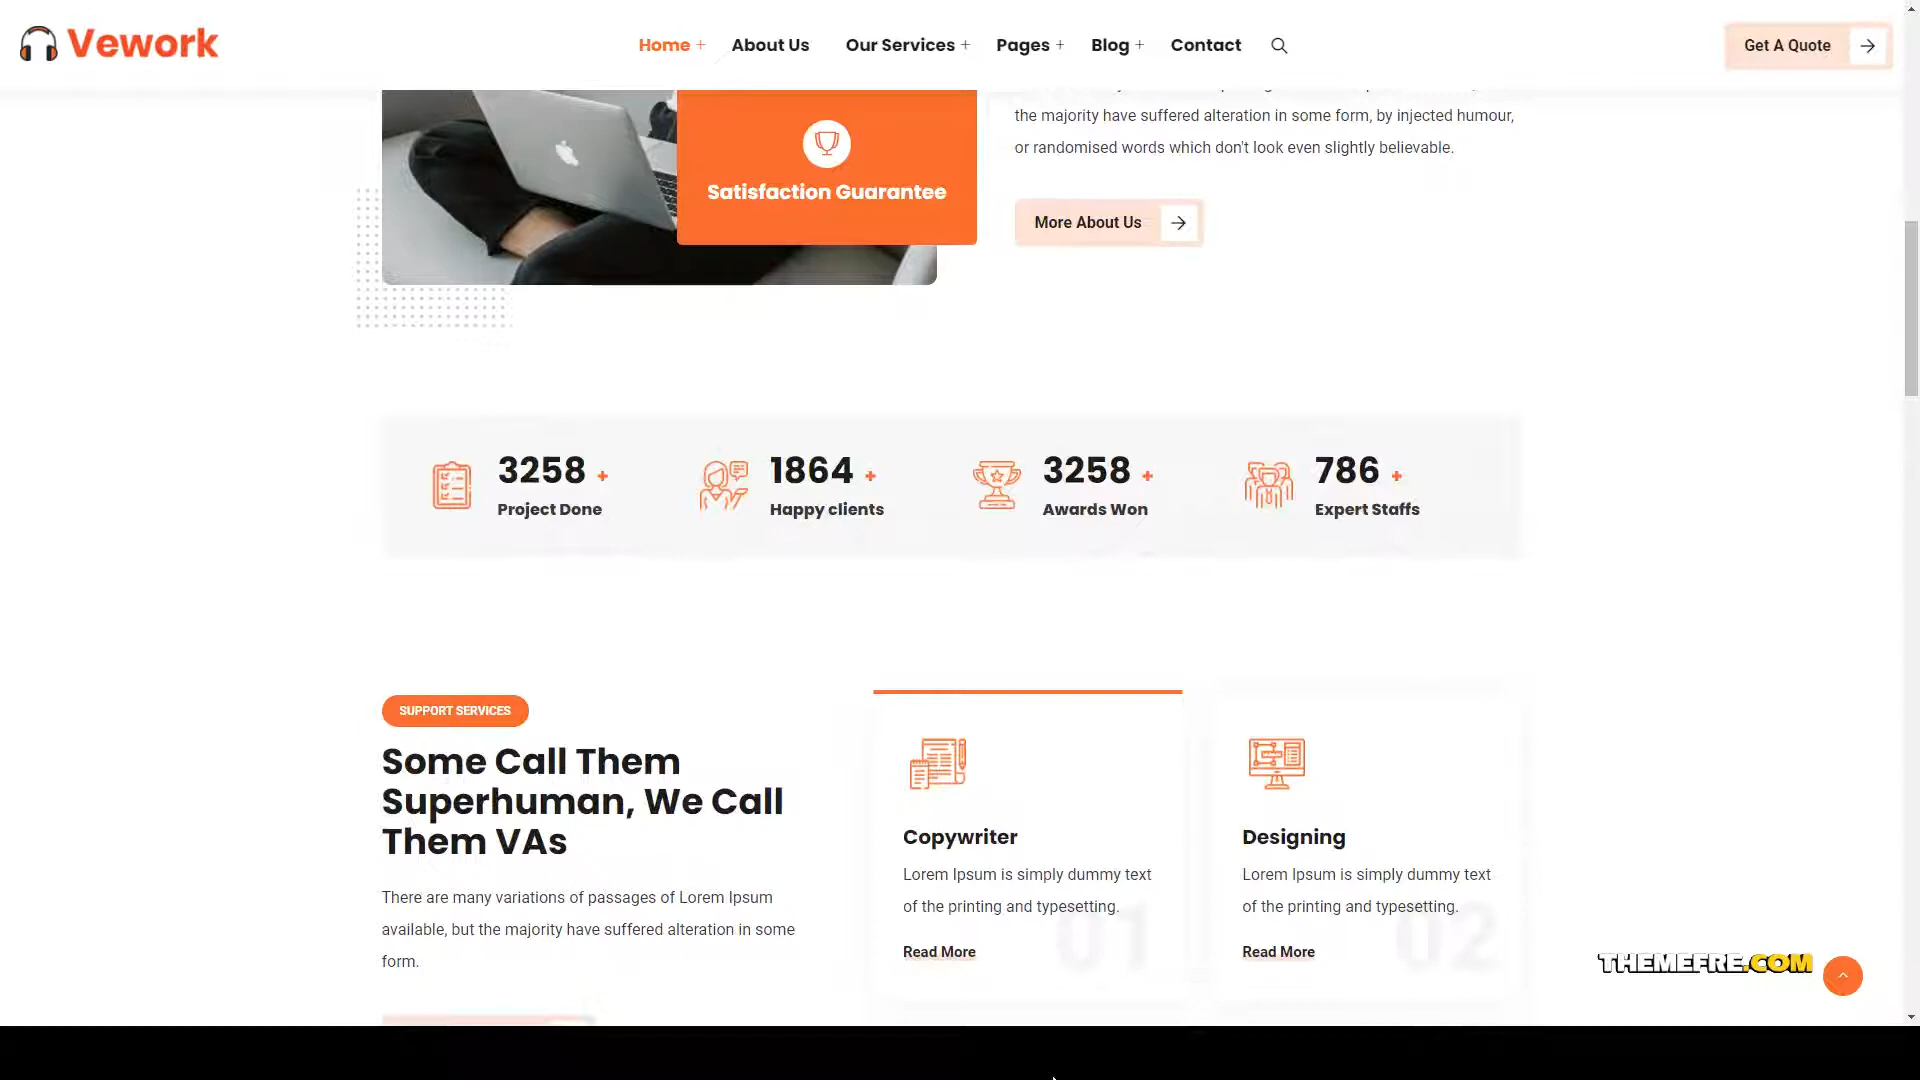 Vework
Home +
About Us
Our Services +
Pages +
Blog +
Contact
Get A Quote
the majority have suffered alteration in some form, by injected humour,
or randomised words which don't look even slightly believable.
Satisfaction Guarantee
More About Us
3258 +
Project Done
1864 +
Happy clients
3258 +
Awards Won
786 +
Expert Staffs
SUPPORT SERVICES
Some Call Them
Superhuman, We Call
Them VAs
There are many variations of passages of Lorem Ipsum
available, but the majority have suffered alteration in some
form.
Copywriter
Lorem Ipsum is simply dummy text
of the printing and typesetting.
Read More
01
Designing
Lorem Ipsum is simply dummy text
of the printing and typesetting.
Read More
02
THEMEFRE.COM